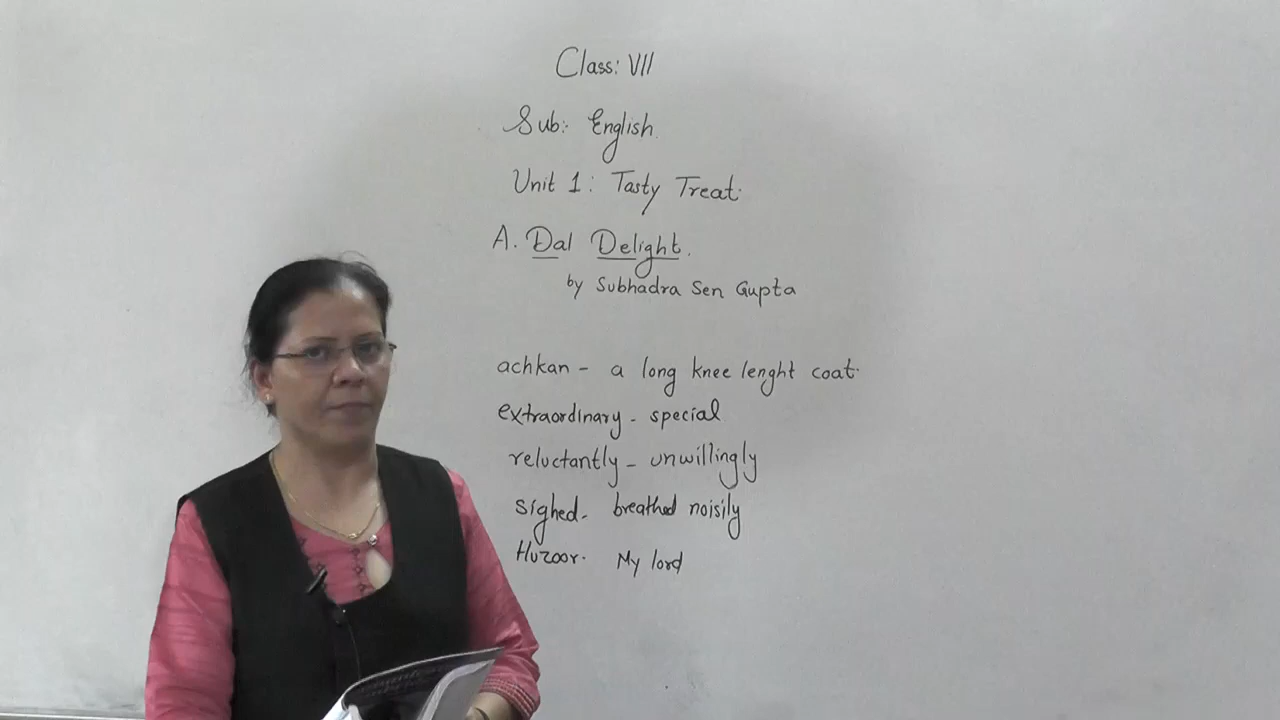 Class: VII
Sub: English.
Unit 1: Tasty Treat.
A. Dal Delight.
by Subhadra Sen Gupta
achkan - a long knee lenght coat.
extraordinary - special
reluctantly - unwillingly
sighed - breathed noisily
Huzoor. My lord